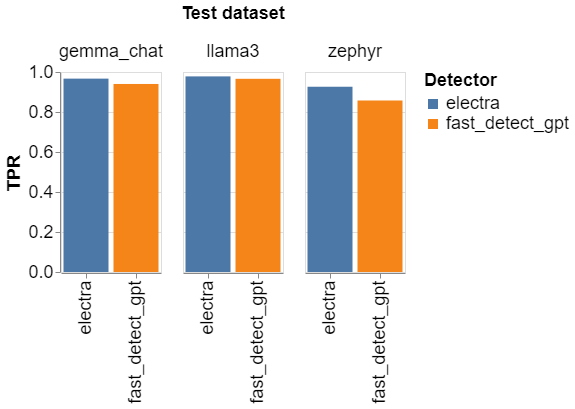 Test dataset
gemma_chat llama3 zephyr
Detector
electra
fast_detect_gpt
TPR
1.0
0.8
0.6
0.4
0.2
0.0
electra
fast_detect_gpt
electra
fast_detect_gpt
electra
fast_detect_gpt